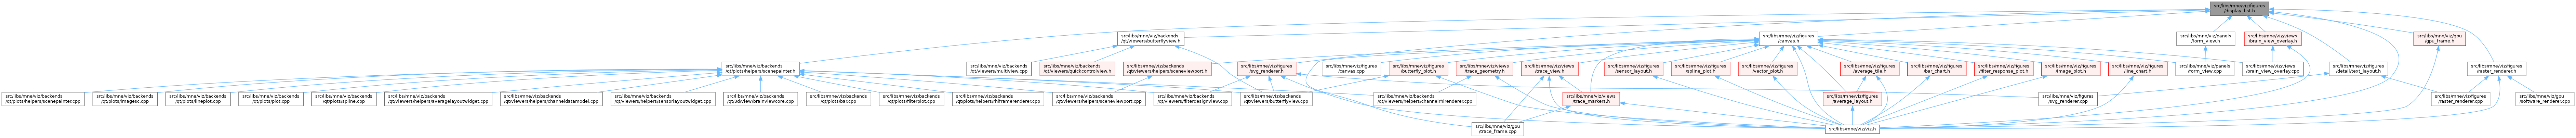 src/libs/mne/viz/figures
/display_list.h
src/libs/mne/viz/backends
/qt/viewers/butterflyview.h
src/libs/mne/viz/figures
/canvas.h
src/libs/mne/viz/panels
/form_view.h
src/libs/mne/viz/views
/brain_view_overlay.h
src/libs/mne/viz/gpu
/gpu_frame.h
src/libs/mne/viz/backends
/qt/plots/helpers/scenepainter.h
src/libs/mne/viz/backends
/qt/viewers/multiview.cpp
src/libs/mne/viz/backends
/qt/viewers/quickcontrolview.h
src/libs/mne/viz/backends
/qt/viewers/helpers/sceneviewport.h
src/libs/mne/viz/figures
/svg_renderer.h
src/libs/mne/viz/figures
/canvas.cpp
src/libs/mne/viz/figures
/butterfly_plot.h
src/libs/mne/viz/views
/trace_geometry.h
src/libs/mne/viz/views
/trace_view.h
src/libs/mne/viz/figures
/sensor_layout.h
src/libs/mne/viz/figures
/spline_plot.h
src/libs/mne/viz/figures
/vector_plot.h
src/libs/mne/viz/figures
/average_tile.h
src/libs/mne/viz/figures
/bar_chart.h
src/libs/mne/viz/figures
/filter_response_plot.h
src/libs/mne/viz/figures
/image_plot.h
src/libs/mne/viz/figures
/line_chart.h
src/libs/mne/viz/panels
/form_view.cpp
src/libs/mne/viz/views
/brain_view_overlay.cpp
src/libs/mne/viz/figures
/detail/text_layout.h
src/libs/mne/viz/figures
/raster_renderer.h
src/libs/mne/viz/backends
/qt/plots/helpers/scenepainter.cpp
src/libs/mne/viz/backends
/qt/plots/imagesc.cpp
src/libs/mne/viz/backends
/qt/plots/lineplot.cpp
src/libs/mne/viz/backends
/qt/plots/plot.cpp
src/libs/mne/viz/backends
/qt/plots/spline.cpp
src/libs/mne/viz/backends
/qt/viewers/helpers/averagelayoutwidget.cpp
src/libs/mne/viz/backends
/qt/viewers/helpers/channeldatamodel.cpp
src/libs/mne/viz/backends
/qt/viewers/helpers/sensorlayoutwidget.cpp
src/libs/mne/viz/backends
/qt/3dview/brainviewcore.cpp
src/libs/mne/viz/backends
/qt/plots/bar.cpp
src/libs/mne/viz/backends
/qt/plots/filterplot.cpp
src/libs/mne/viz/backends
/qt/plots/helpers/rhiframerenderer.cpp
src/libs/mne/viz/backends
/qt/viewers/helpers/sceneviewport.cpp
src/libs/mne/viz/backends
/qt/viewers/filterdesignview.cpp
src/libs/mne/viz/backends
/qt/viewers/butterflyview.cpp
src/libs/mne/viz/backends
/qt/viewers/helpers/channelrhirenderer.cpp
src/libs/mne/viz/views
/trace_markers.h
src/libs/mne/viz/figures
/average_layout.h
src/libs/mne/viz/figures
/svg_renderer.cpp
src/libs/mne/viz/figures
/raster_renderer.cpp
src/libs/mne/viz/gpu
/software_renderer.cpp
src/libs/mne/viz/gpu
/trace_frame.cpp
src/libs/mne/viz/viz.h